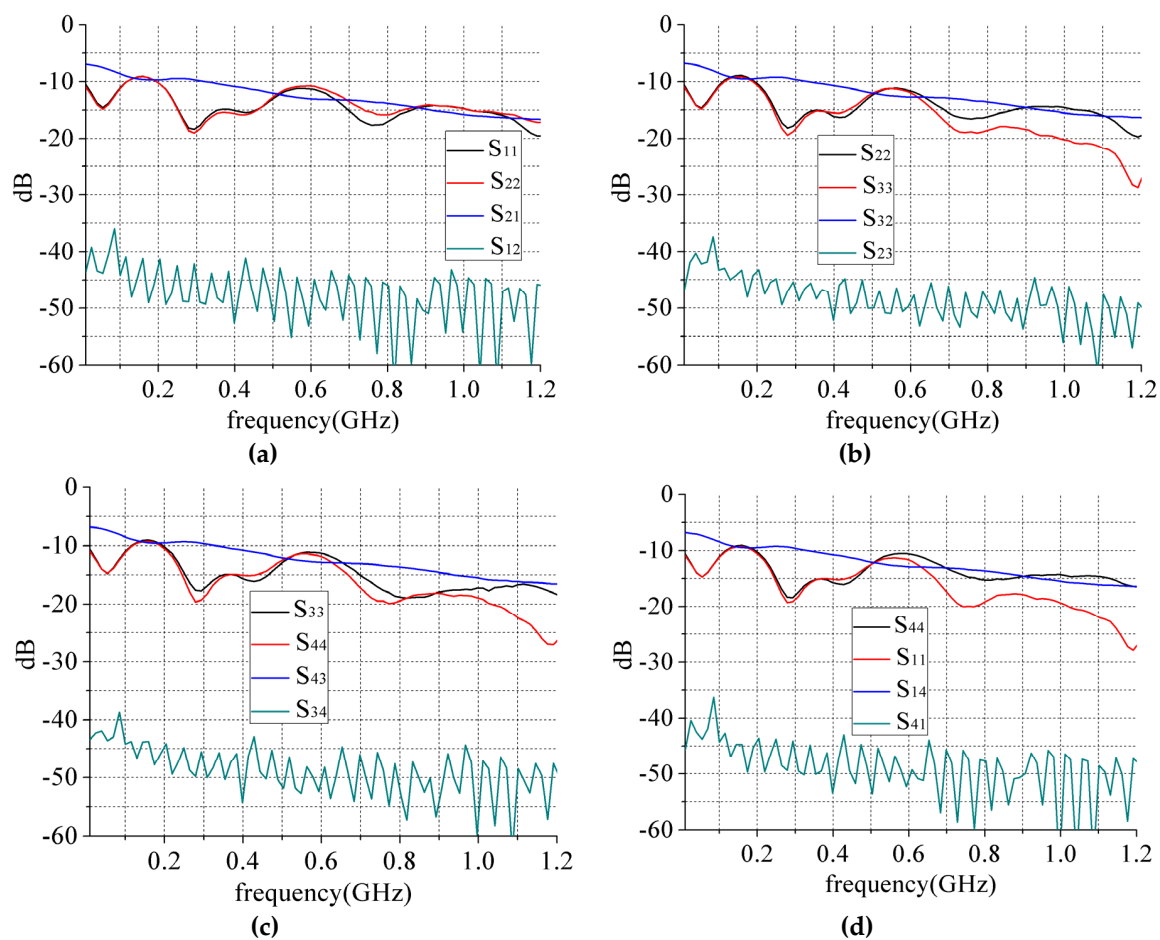 0
-10
-20
-30
-40
-50
-60
dB
S11
S22
S21
S12
0.2 0.4 0.6 0.8 1.0 1.2
frequency(GHz)
(a)
0
-10
-20
-30
-40
-50
-60
dB
S22
S33
S32
S23
0.2 0.4 0.6 0.8 1.0 1.2
frequency(GHz)
(b)
0
-10
-20
-30
-40
-50
-60
dB
S33
S44
S43
S34
0.2 0.4 0.6 0.8 1.0 1.2
frequency(GHz)
(c)
0
-10
-20
-30
-40
-50
-60
dB
S44
S11
S14
S41
0.2 0.4 0.6 0.8 1.0 1.2
frequency(GHz)
(d)